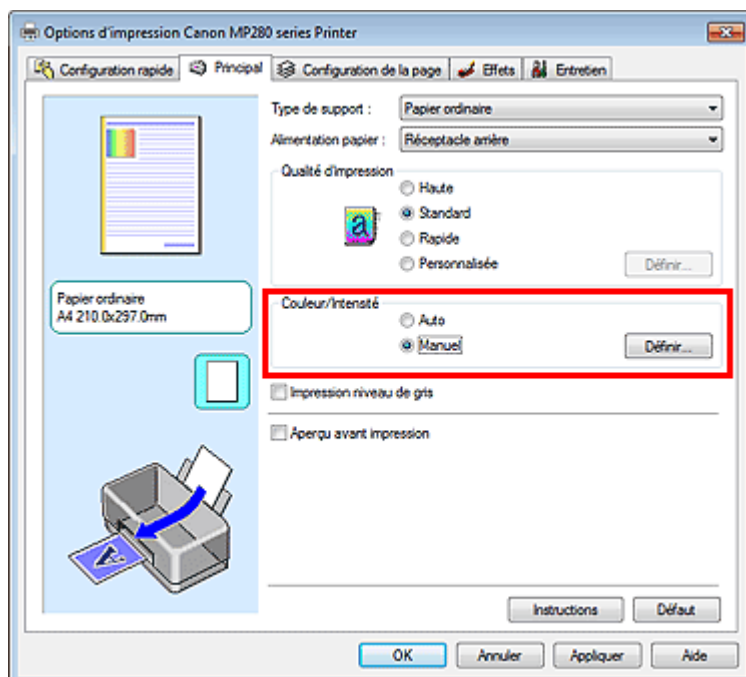 Options d'impression Canon MP280 series Printer
Configuration rapide Principal Configuration de la page Effets Entretien
Type de support : Papier ordinaire
Alimentation papier : Réceptacle arrière
Qualité d'impression
Haute
a Standard
Rapide
Personnalisée Définir...
Papier ordinaire
A4 210.0x297.0mm
Couleur/Intensité
Auto
Manuel Définir...
Impression niveau de gris
Aperçu avant impression
A
Instructions Défaut
OK Annuler Appliquer Aide